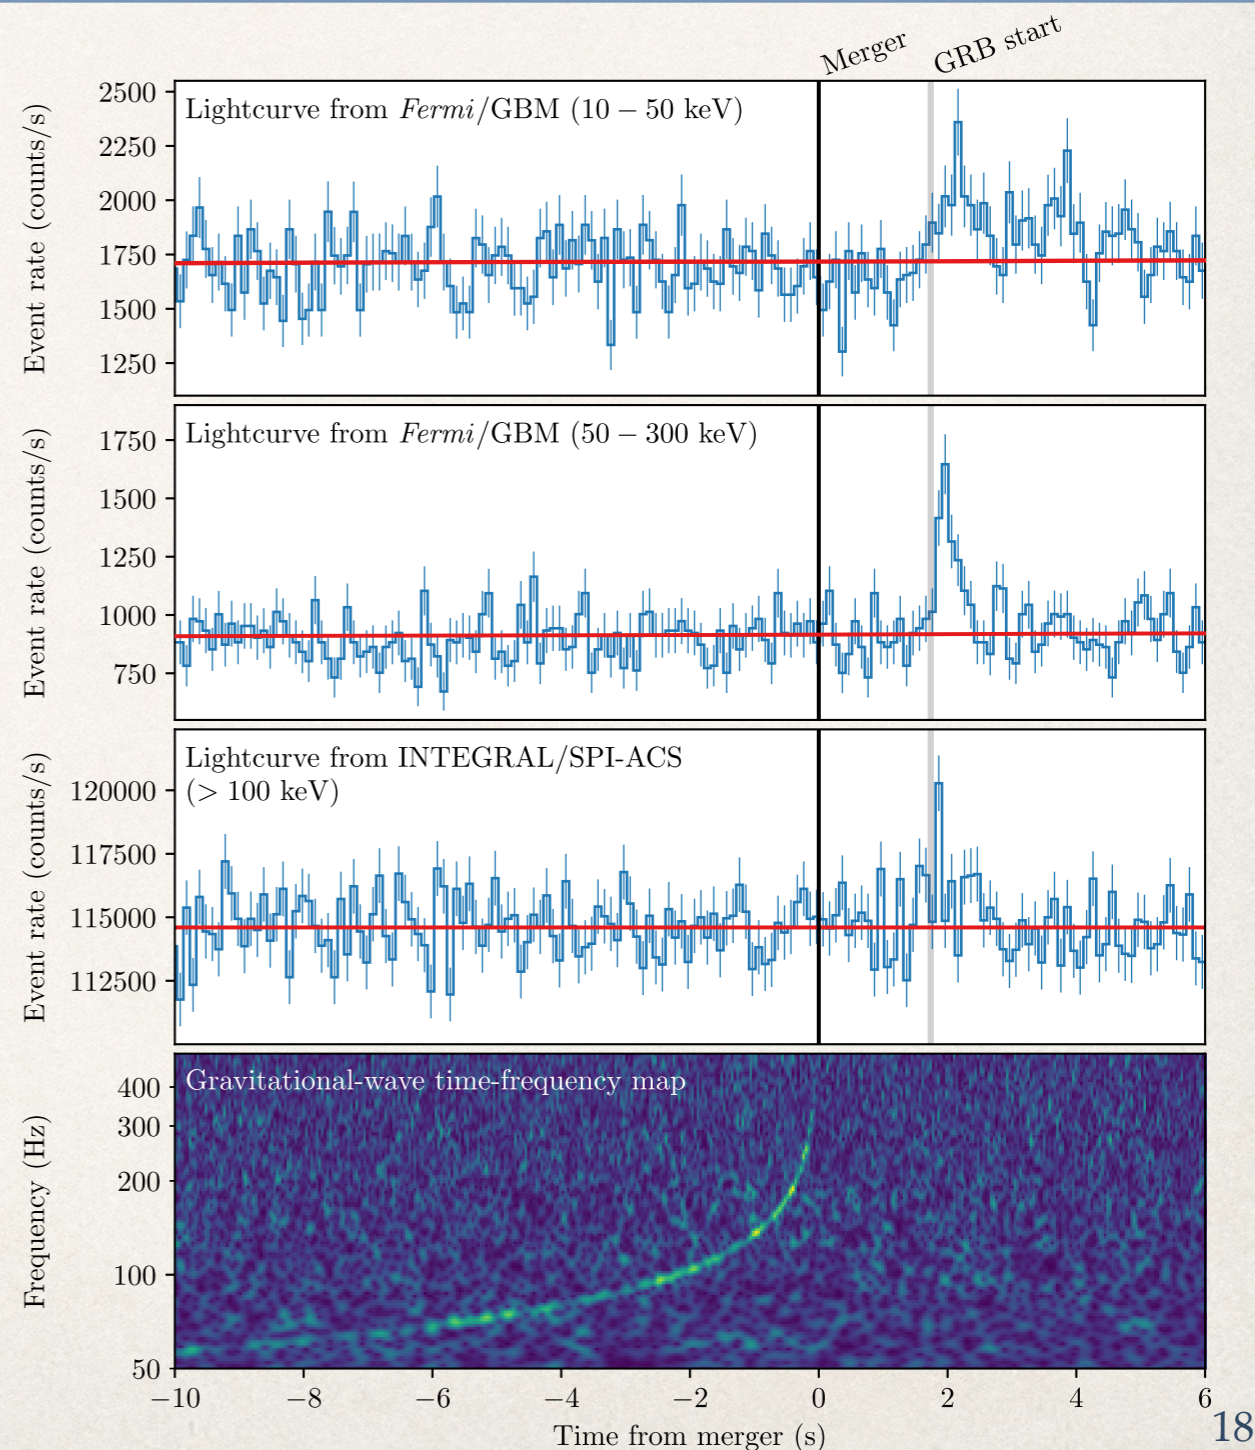 Merger
GRB start
Lightcurve from Fermi/GBM (10 – 50 keV)
Event rate (counts/s)
2500
2250
2000
1750
1500
1250
Lightcurve from Fermi/GBM (50 – 300 keV)
Event rate (counts/s)
1750
1500
1250
1000
750
Lightcurve from INTEGRAL/SPI-ACS
(> 100 keV)
Event rate (counts/s)
120000
117500
115000
112500
Gravitational-wave time-frequency map
Frequency (Hz)
400
300
200
100
50
−10 −8 −6 −4 −2 0 2 4 6
Time from merger (s)
18